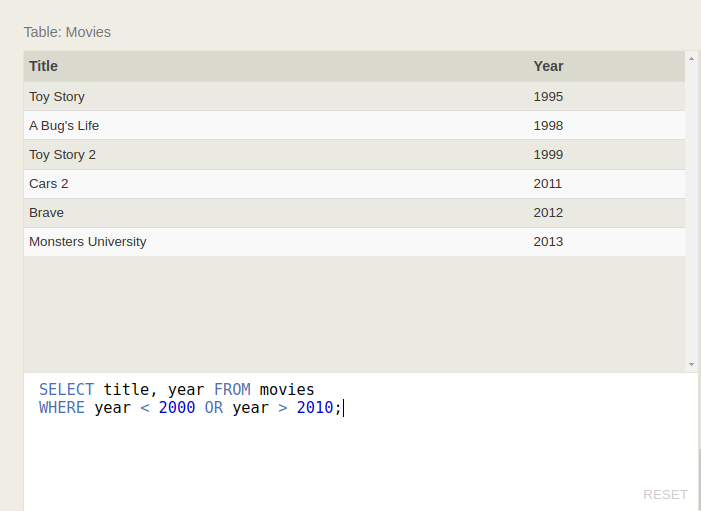 Table: Movies
Title Year
Toy Story 1995
A Bug's Life 1998
Toy Story 2 1999
Cars 2 2011
Brave 2012
Monsters University 2013
SELECT title, year FROM movies
WHERE year < 2000 OR year > 2010;
RESET